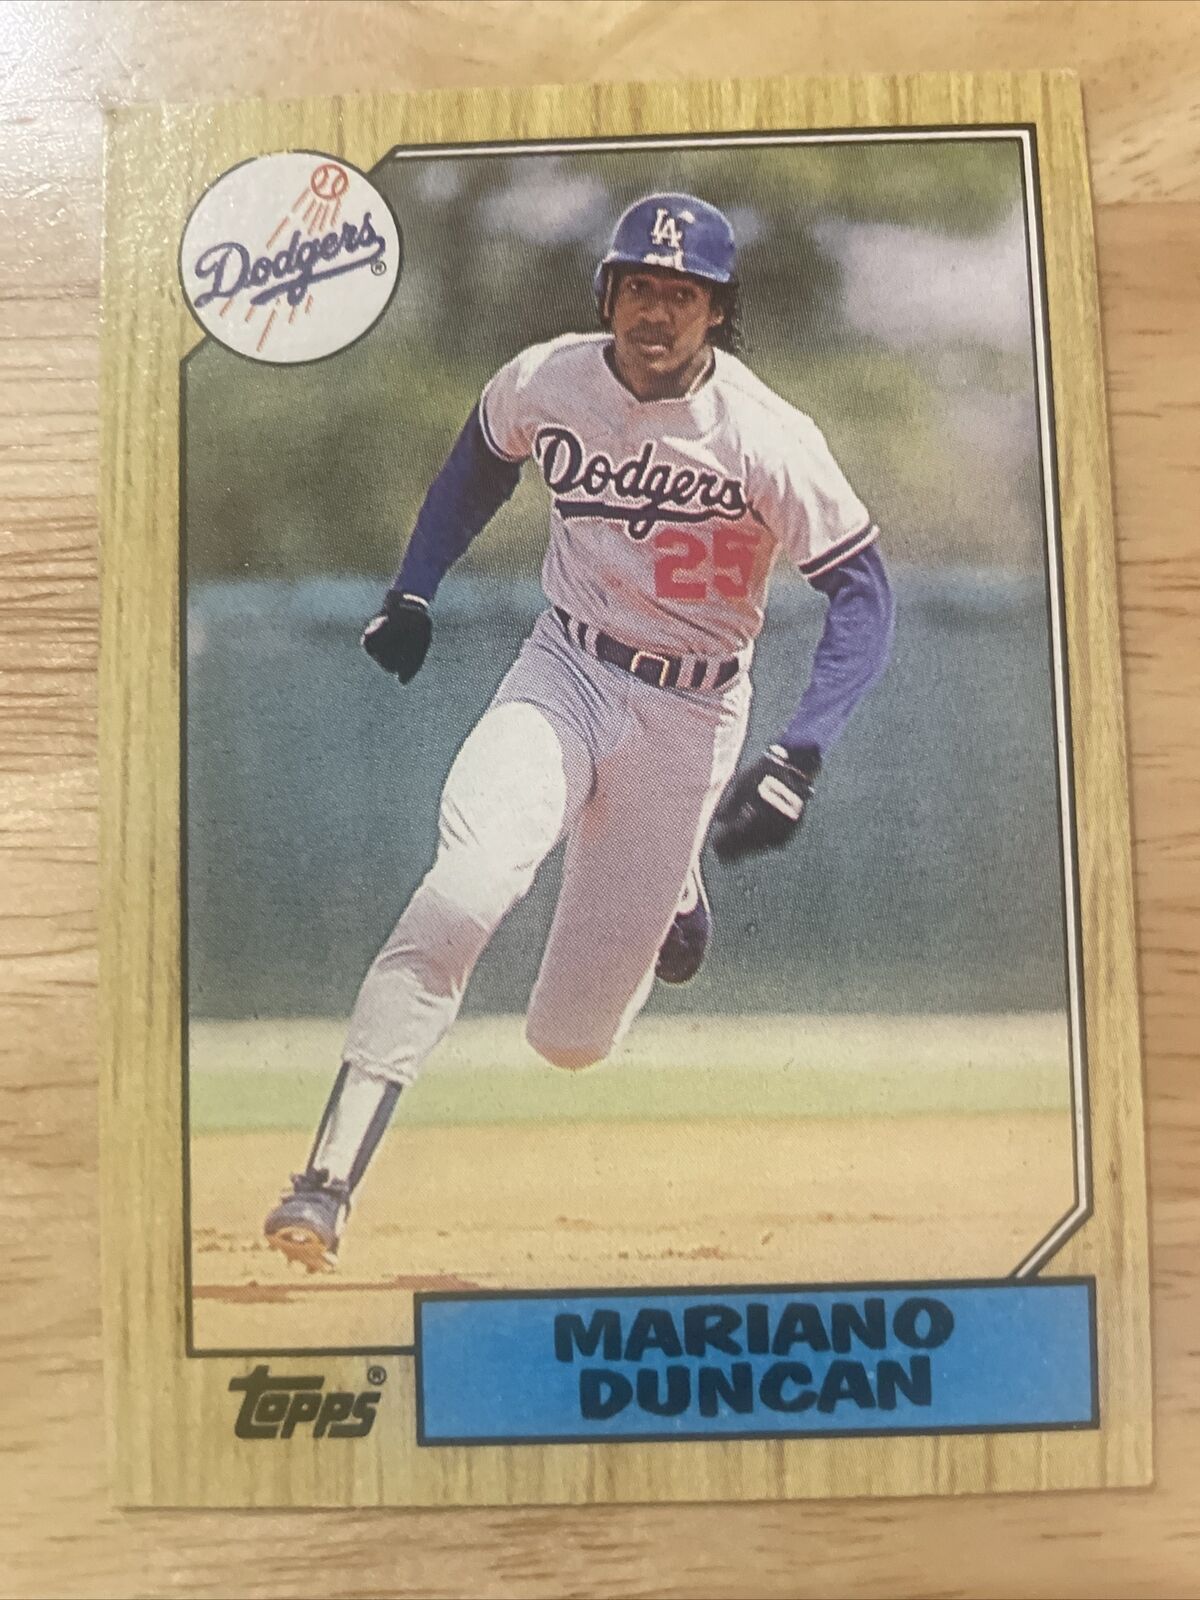 Dodgers®
LA
Dodgers
25
MARIANO
DUNCAN
topps®